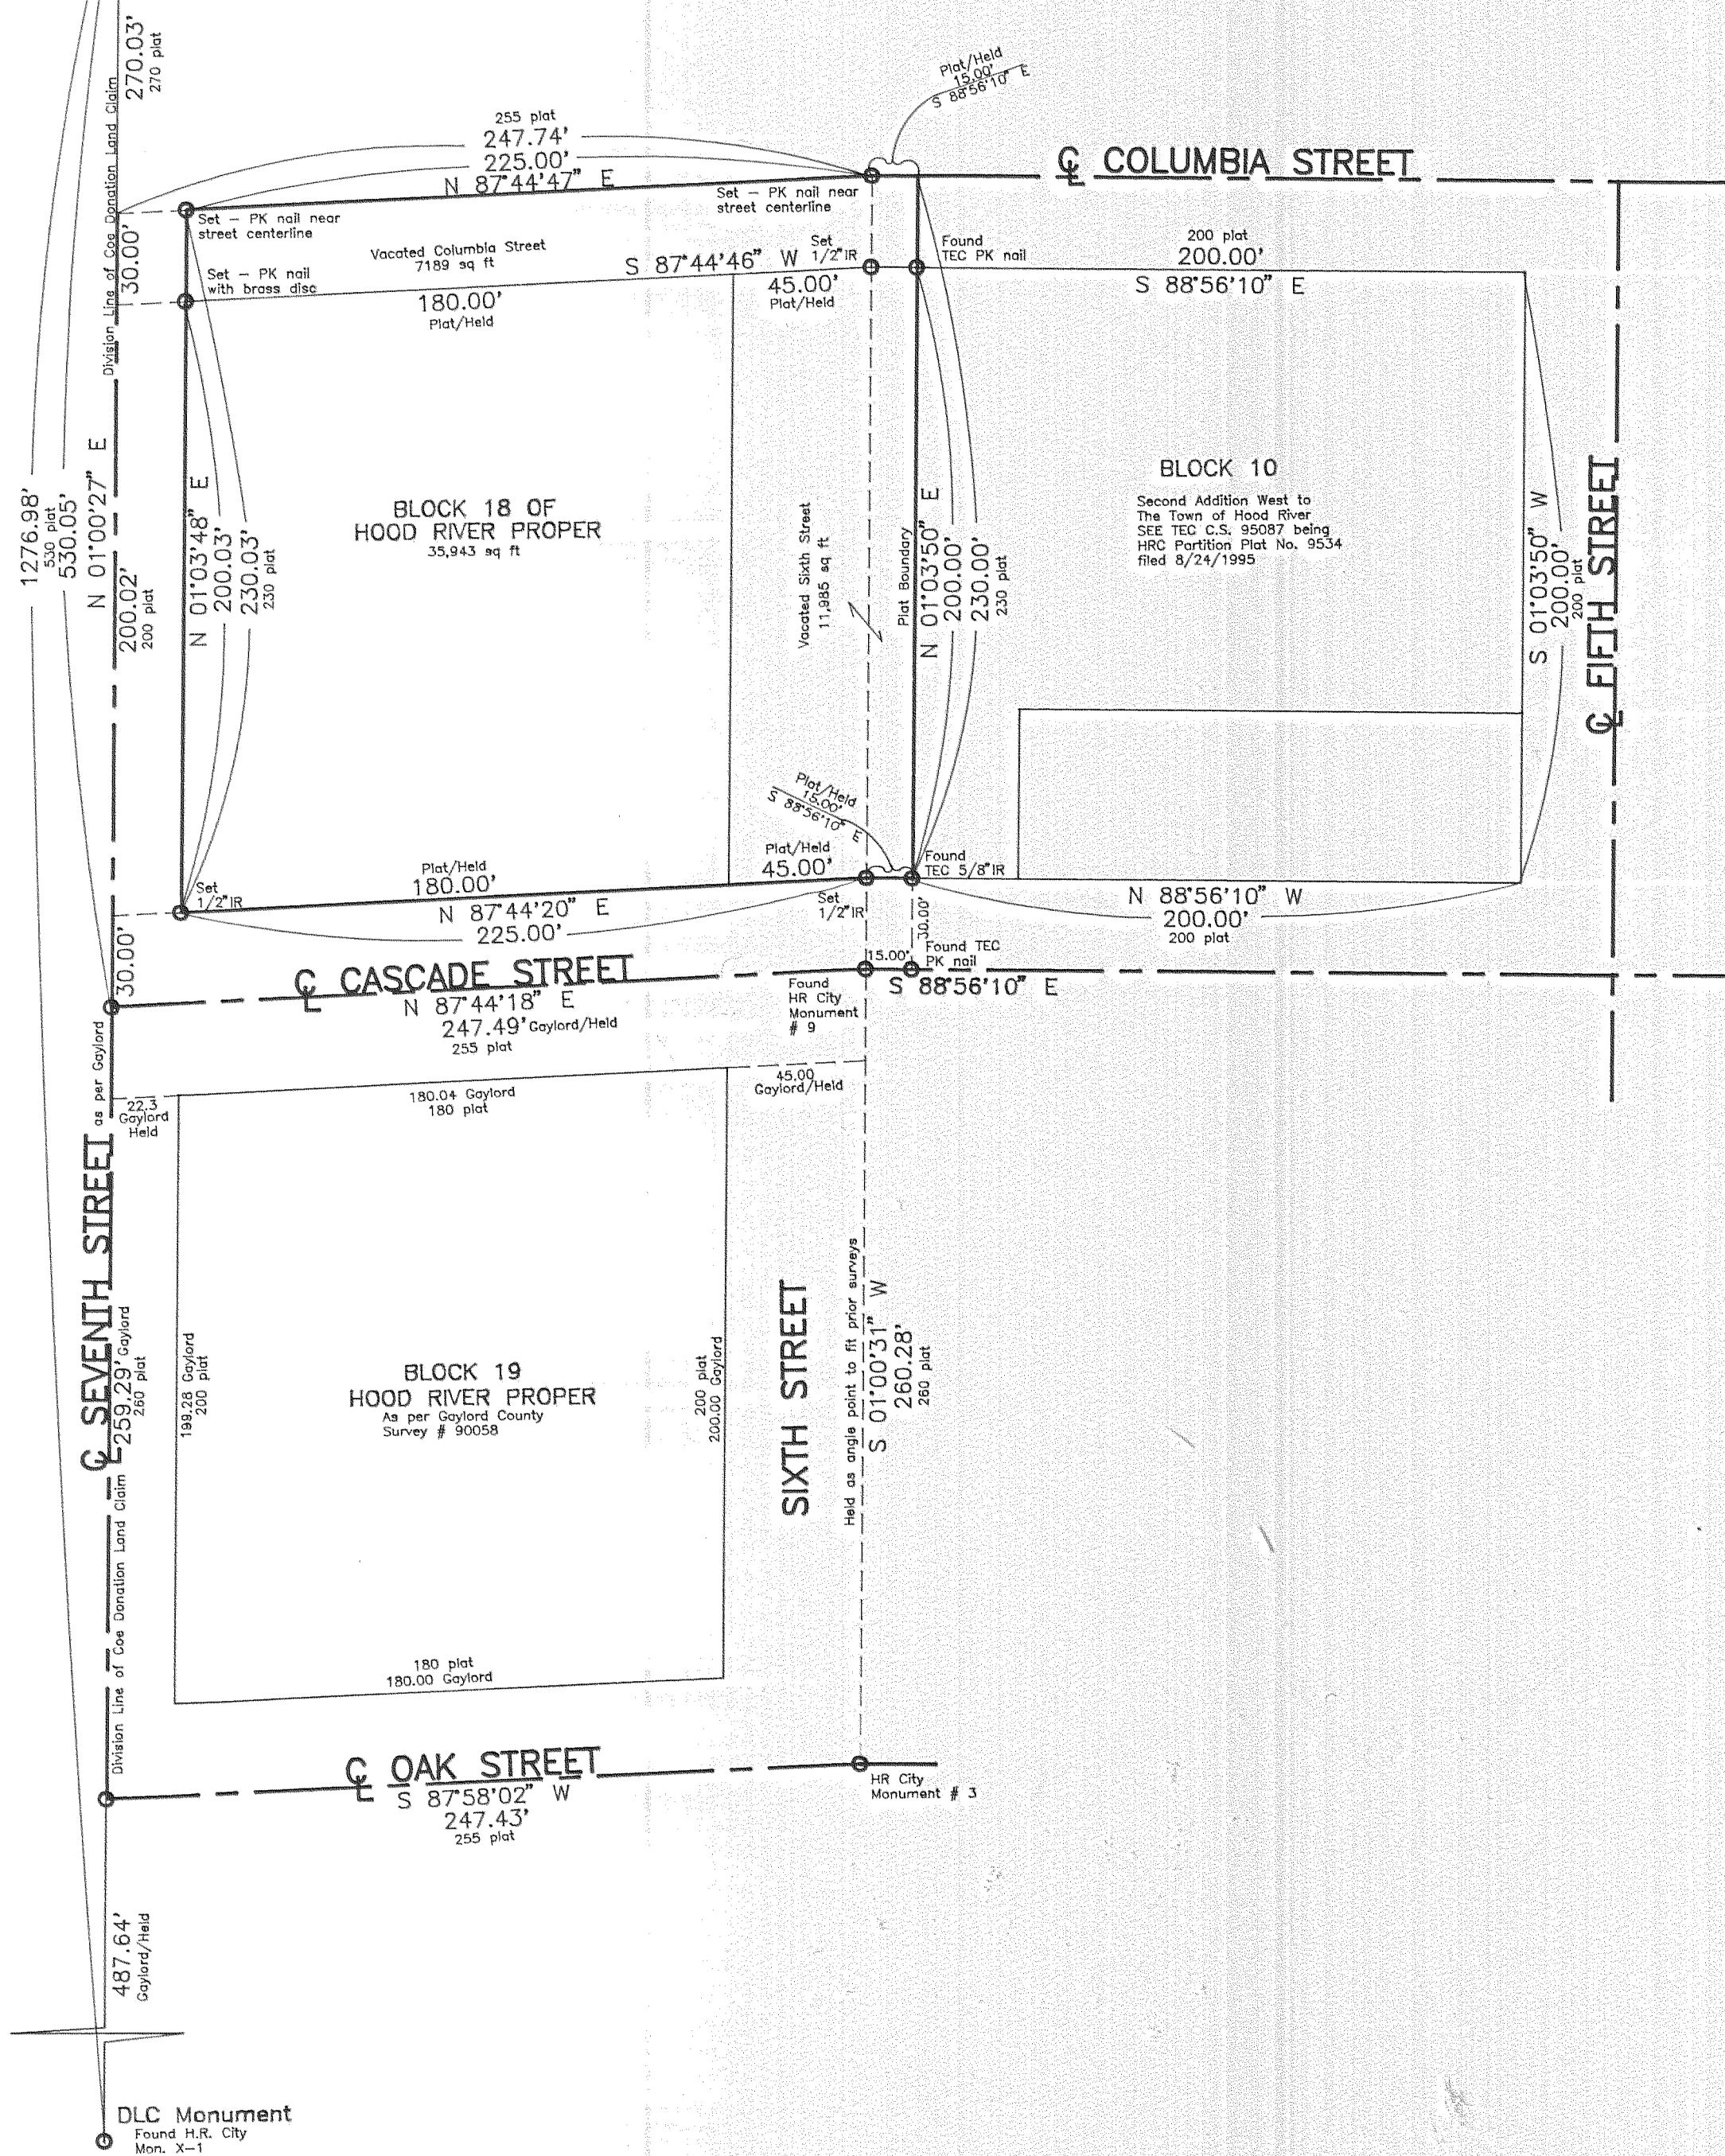 270.03'
270 plat
Division Line of Coe Donation Land Claim
Plat/Held
15.00'
S 88°56'10" E
255 plat
247.74'
225.00'
N 87°44'47" E
℄ COLUMBIA STREET
Set – PK nail near
street centerline
Set – PK nail near
street centerline
30.00'
Vacated Columbia Street
7189 sq ft
S 87°44'46" W
Set
1/2"IR
Found
TEC PK nail
200 plat
200.00'
S 88°56'10" E
Set – PK nail
with brass disc
180.00'
Plat/Held
45.00'
Plat/Held
1276.98'
530 plat
530.05'
N 01°00'27" E
200.02'
200 plat
N 01°03'48" E
200.03'
230.03'
230 plat
BLOCK 18 OF
HOOD RIVER PROPER
35,943 sq ft
Vacated Sixth Street
11,985 sq ft
Plat Boundary
N 01°03'50" E
200.00'
230.00'
230 plat
BLOCK 10
Second Addition West to
The Town of Hood River
SEE TEC C.S. 95087 being
HRC Partition Plat No. 9534
filed 8/24/1995
S 01°03'50" W
200.00'
200 plat
℄ FIFTH STREET
Plat/Held
15.00'
S 88°56'10" E
Plat/Held
45.00'
Found
TEC 5/8"IR
Plat/Held
180.00'
N 87°44'20" E
225.00'
Set
1/2"IR
Set
1/2"IR
30.00'
N 88°56'10" W
200.00'
200 plat
30.00'
15.00'
Found TEC
PK nail
S 88°56'10" E
℄ CASCADE STREET
N 87°44'18" E
247.49' Gaylord/Held
255 plat
Found
HR City
Monument
# 9
45.00
Gaylord/Held
180.04 Gaylord
180 plat
22.3
Gaylord
Held
℄ SEVENTH STREET as per Gaylord
259.29' Gaylord
260 plat
Division Line of Coe Donation Land Claim
199.28 Gaylord
200 plat
BLOCK 19
HOOD RIVER PROPER
As per Gaylord County
Survey # 90058
200 plat
200.00 Gaylord
SIXTH STREET
Held as angle point to fit prior surveys
S 01°00'31" W
260.28'
260 plat
180 plat
180.00 Gaylord
℄ OAK STREET
S 87°58'02" W
247.43'
255 plat
HR City
Monument # 3
487.64'
Gaylord/Held
DLC Monument
Found H.R. City
Mon. X–1